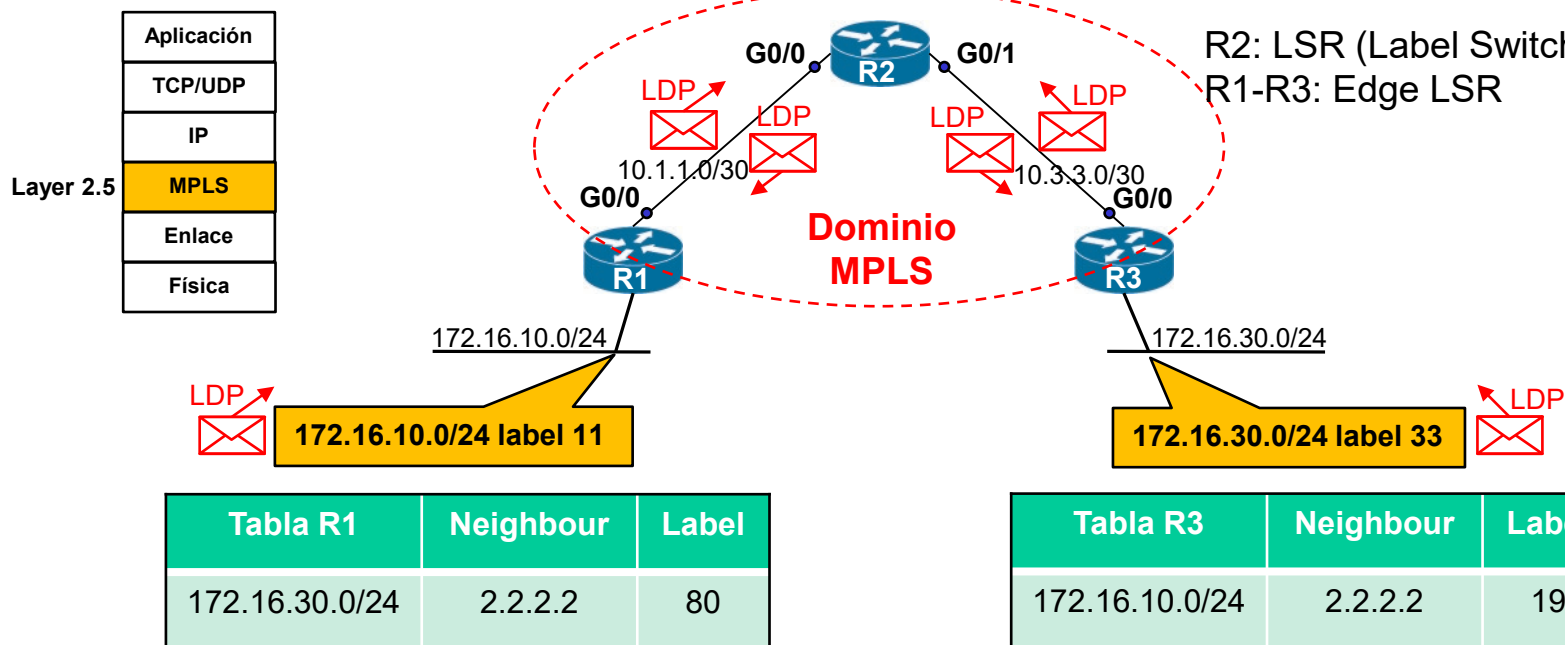 Aplicación
TCP/UDP
IP
Layer 2.5
MPLS
Enlace
Física
G0/0
R2
G0/1
R2: LSR (Label Switch
R1-R3: Edge LSR
LDP
LDP
LDP
LDP
10.1.1.0/30
10.3.3.0/30
G0/0
G0/0
Dominio
MPLS
R1
R3
172.16.10.0/24
172.16.30.0/24
LDP
172.16.10.0/24 label 11
172.16.30.0/24 label 33
LDP
Tabla R1 Neighbour Label
172.16.30.0/24 2.2.2.2 80
Tabla R3 Neighbour Labe
172.16.10.0/24 2.2.2.2 19